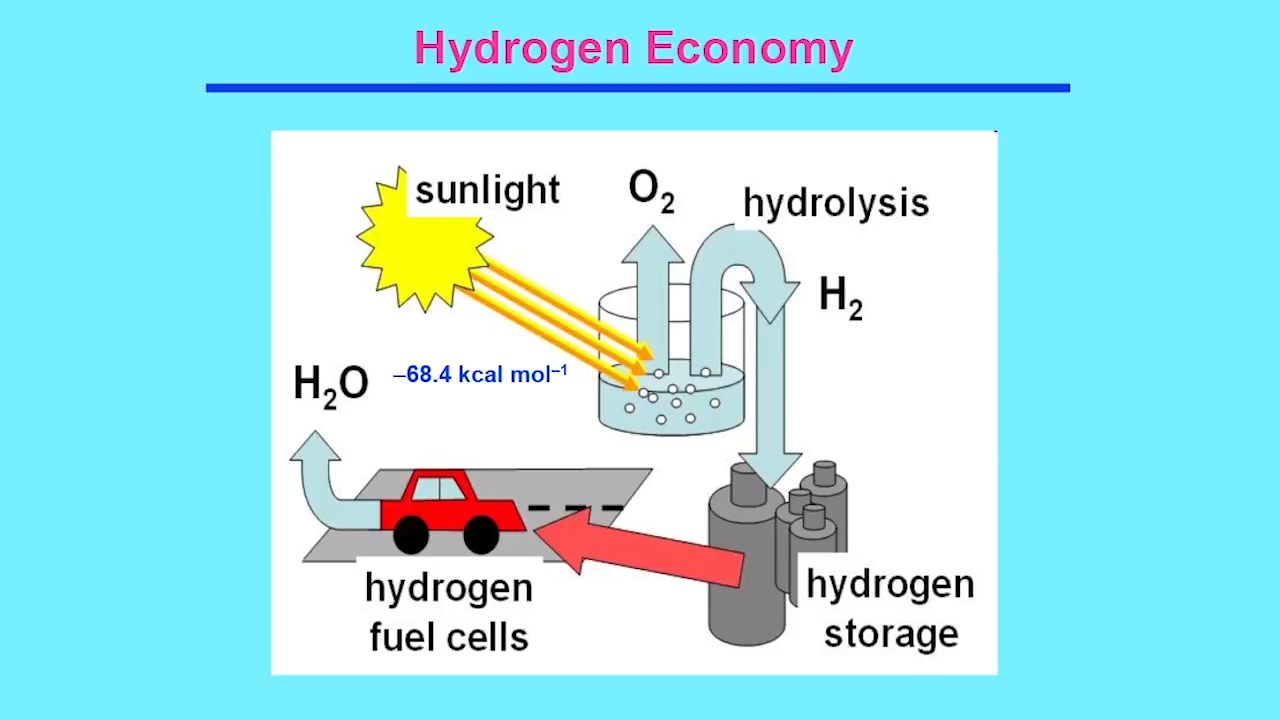 Hydrogen Economy
sunlight
O₂
hydrolysis
H₂
H₂O
–68.4 kcal mol⁻¹
hydrogen
fuel cells
hydrogen
storage